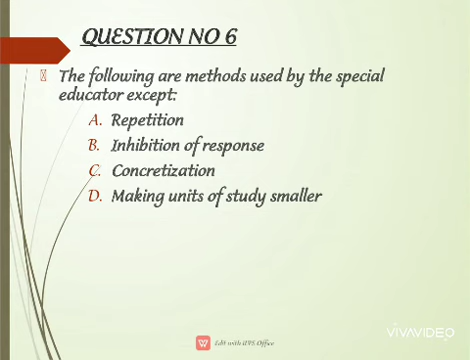 QUESTION NO 6
The following are methods used by the special
educator except:
A. Repetition
B. Inhibition of response
C. Concretization
D. Making units of study smaller
VIVAVIDEO
W Edit with WPS Office